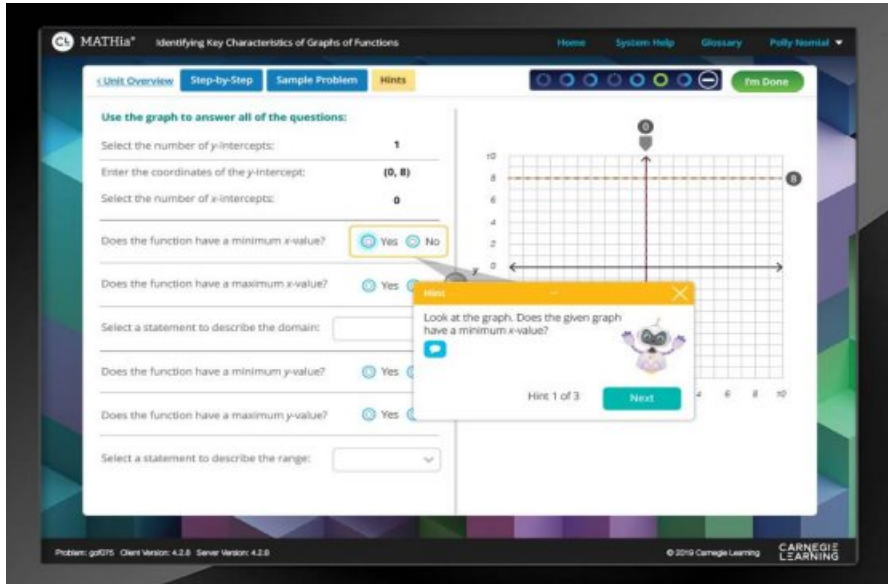 MATHia® Identifying Key Characteristics of Graphs of Functions Home System Help Glossary Polly Nomial
Unit Overview Step-by-Step Sample Problem Hints I'm Done
Use the graph to answer all of the questions:
Select the number of y-intercepts: 1
Enter the coordinates of the y-intercept: (0, 8)
Select the number of x-intercepts: 0
Does the function have a minimum x-value? Yes No
Does the function have a maximum x-value? Yes
Select a statement to describe the domain:
Does the function have a minimum y-value? Yes
Does the function have a maximum y-value? Yes
Select a statement to describe the range:
0
10
8 8
6
4
2
y 0
Hint
Look at the graph. Does the given graph
have a minimum x-value?
Hint 1 of 3 Next
4 6 8 10
Problem: gof075 Client Version: 4.2.8 Server Version: 4.2.8 © 2019 Carnegie Learning
CARNEGIE
LEARNING